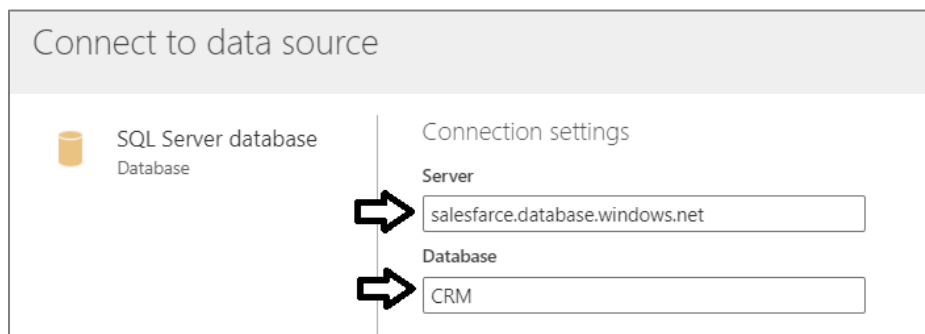 Connect to data source
SQL Server database
Database
Connection settings
Server
salesfarce.database.windows.net
Database
CRM